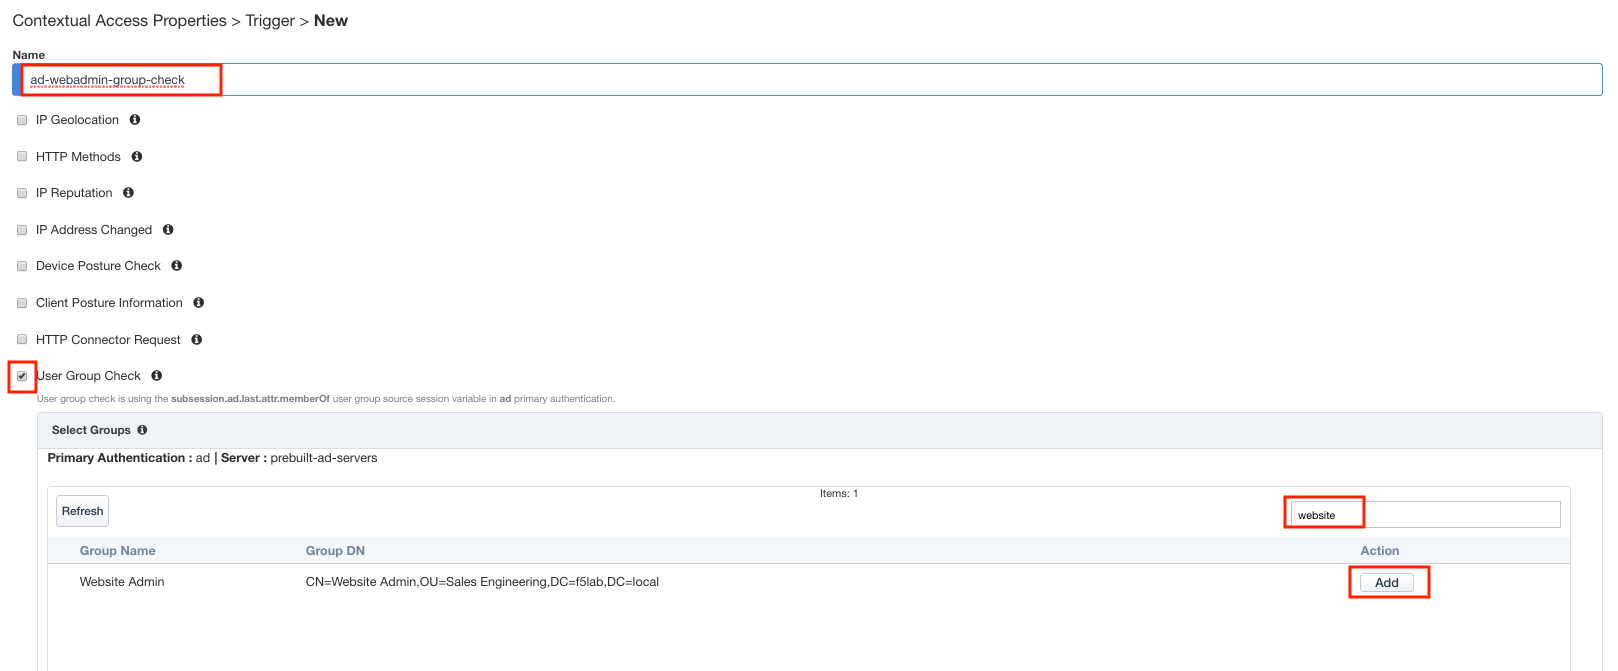 Contextual Access Properties > Trigger > New
Name
ad-webadmin-group-check
IP Geolocation
HTTP Methods
IP Reputation
IP Address Changed
Device Posture Check
Client Posture Information
HTTP Connector Request
User Group Check
User group check is using the subsession.ad.last.attr.memberOf user group source session variable in ad primary authentication.
Select Groups
Primary Authentication : ad | Server : prebuilt-ad-servers
Items: 1
Refresh website
Group Name Group DN Action
Website Admin CN=Website Admin,OU=Sales Engineering,DC=f5lab,DC=local Add